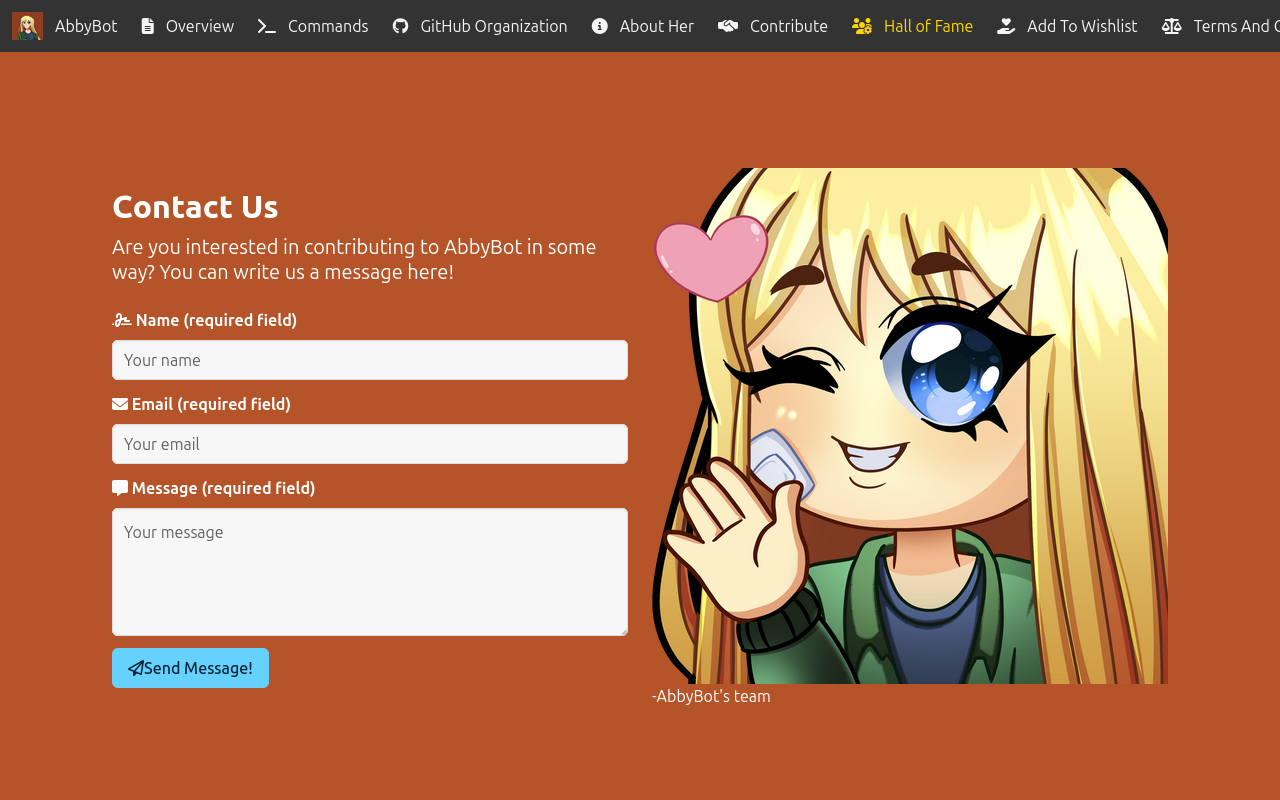 AbbyBot Overview Commands GitHub Organization About Her Contribute Hall of Fame Add To Wishlist Terms And C
Contact Us
Are you interested in contributing to AbbyBot in some
way? You can write us a message here!
Name (required field)
Your name
Email (required field)
Your email
Message (required field)
Your message
Send Message!
-AbbyBot's team